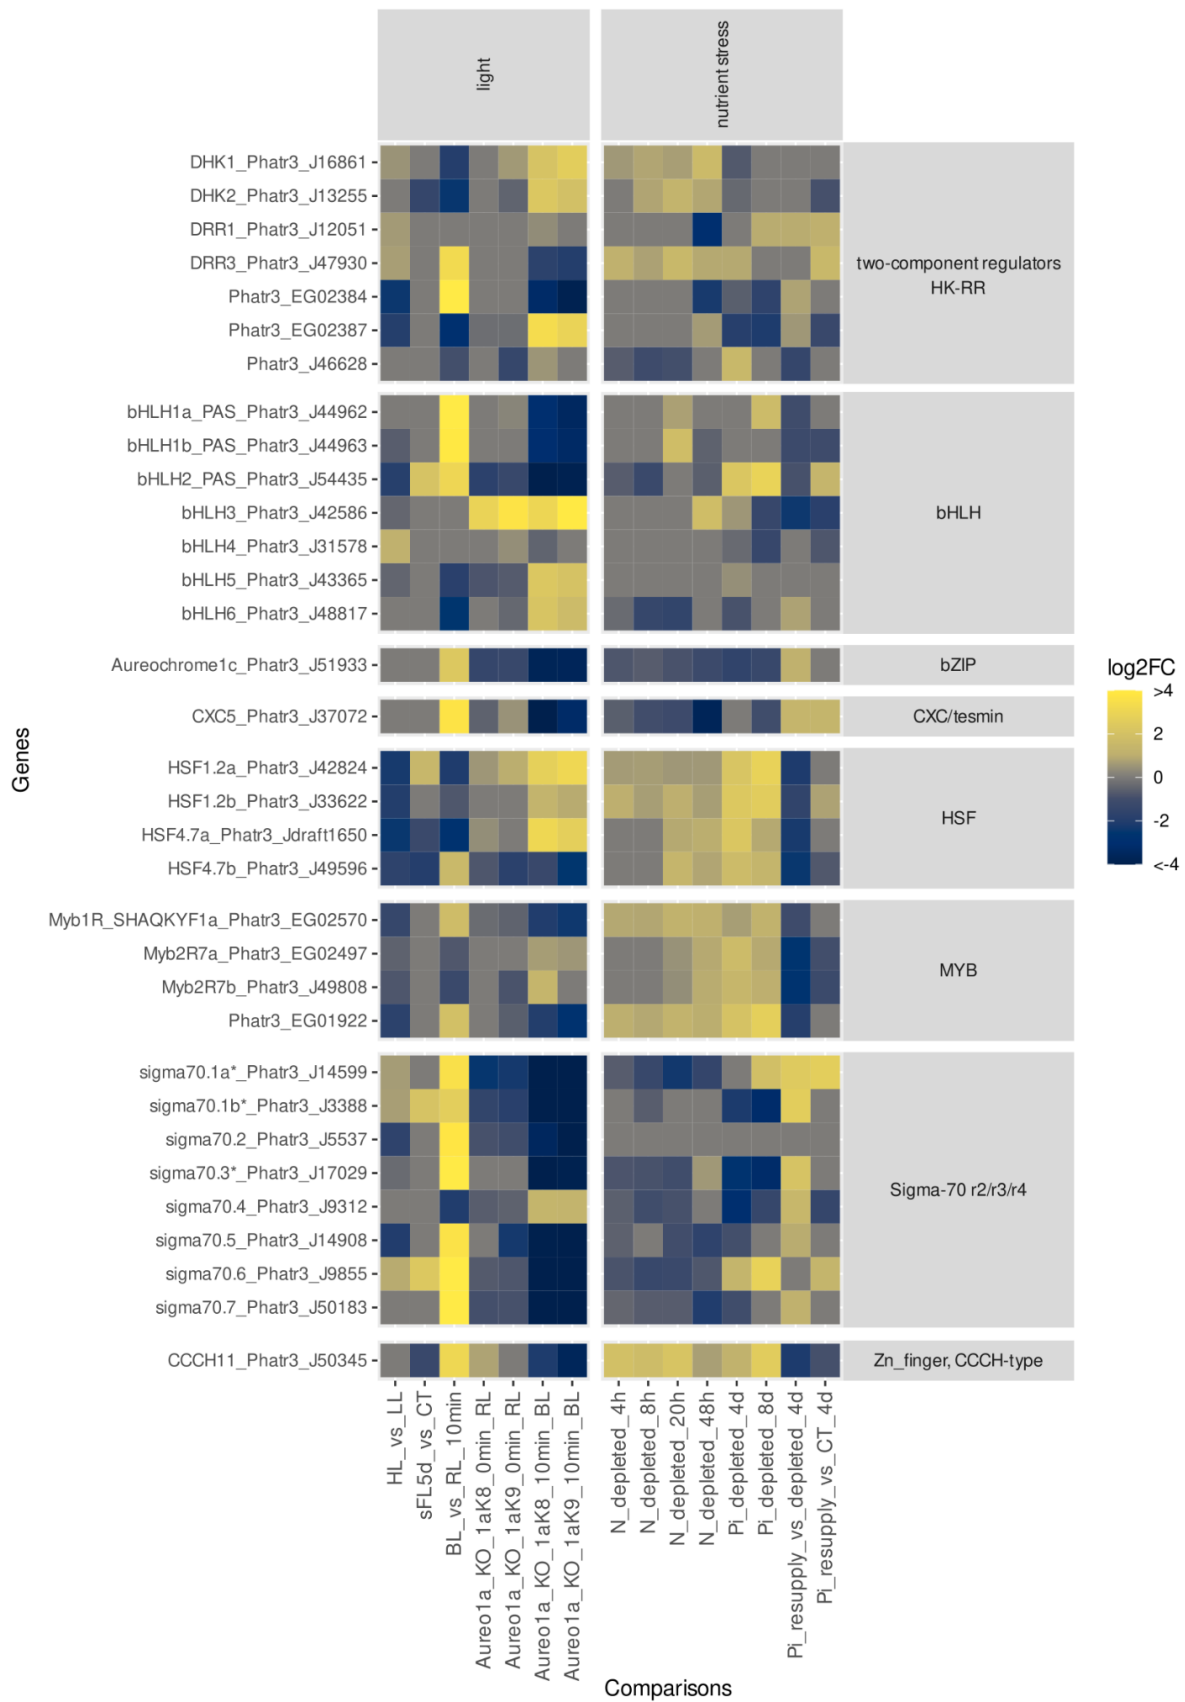 light
nutrient stress
DHK1_Phatr3_J16861
DHK2_Phatr3_J13255
DRR1_Phatr3_J12051
DRR3_Phatr3_J47930
Phatr3_EG02384
Phatr3_EG02387
Phatr3_J46628
two-component regulators
HK-RR
bHLH1a_PAS_Phatr3_J44962
bHLH1b_PAS_Phatr3_J44963
bHLH2_PAS_Phatr3_J54435
bHLH3_Phatr3_J42586
bHLH4_Phatr3_J31578
bHLH5_Phatr3_J43365
bHLH6_Phatr3_J48817
bHLH
Aureochrome1c_Phatr3_J51933
bZIP
CXC5_Phatr3_J37072
CXC/tesmin
HSF1.2a_Phatr3_J42824
HSF1.2b_Phatr3_J33622
HSF4.7a_Phatr3_Jdraft1650
HSF4.7b_Phatr3_J49596
HSF
Myb1R_SHAQKYF1a_Phatr3_EG02570
Myb2R7a_Phatr3_EG02497
Myb2R7b_Phatr3_J49808
Phatr3_EG01922
MYB
sigma70.1a*_Phatr3_J14599
sigma70.1b*_Phatr3_J3388
sigma70.2_Phatr3_J5537
sigma70.3*_Phatr3_J17029
sigma70.4_Phatr3_J9312
sigma70.5_Phatr3_J14908
sigma70.6_Phatr3_J9855
sigma70.7_Phatr3_J50183
Sigma-70 r2/r3/r4
CCCH11_Phatr3_J50345
Zn_finger, CCCH-type
Genes
log2FC
>4
2
0
-2
<-4
HL_vs_LL
sFL5d_vs_CT
BL_vs_RL_10min
Aureo1a_KO_1aK8_0min_RL
Aureo1a_KO_1aK9_0min_RL
Aureo1a_KO_1aK8_10min_BL
Aureo1a_KO_1aK9_10min_BL
N_depleted_4h
N_depleted_8h
N_depleted_20h
N_depleted_48h
Pi_depleted_4d
Pi_depleted_8d
Pi_resupply_vs_depleted_4d
Pi_resupply_vs_CT_4d
Comparisons